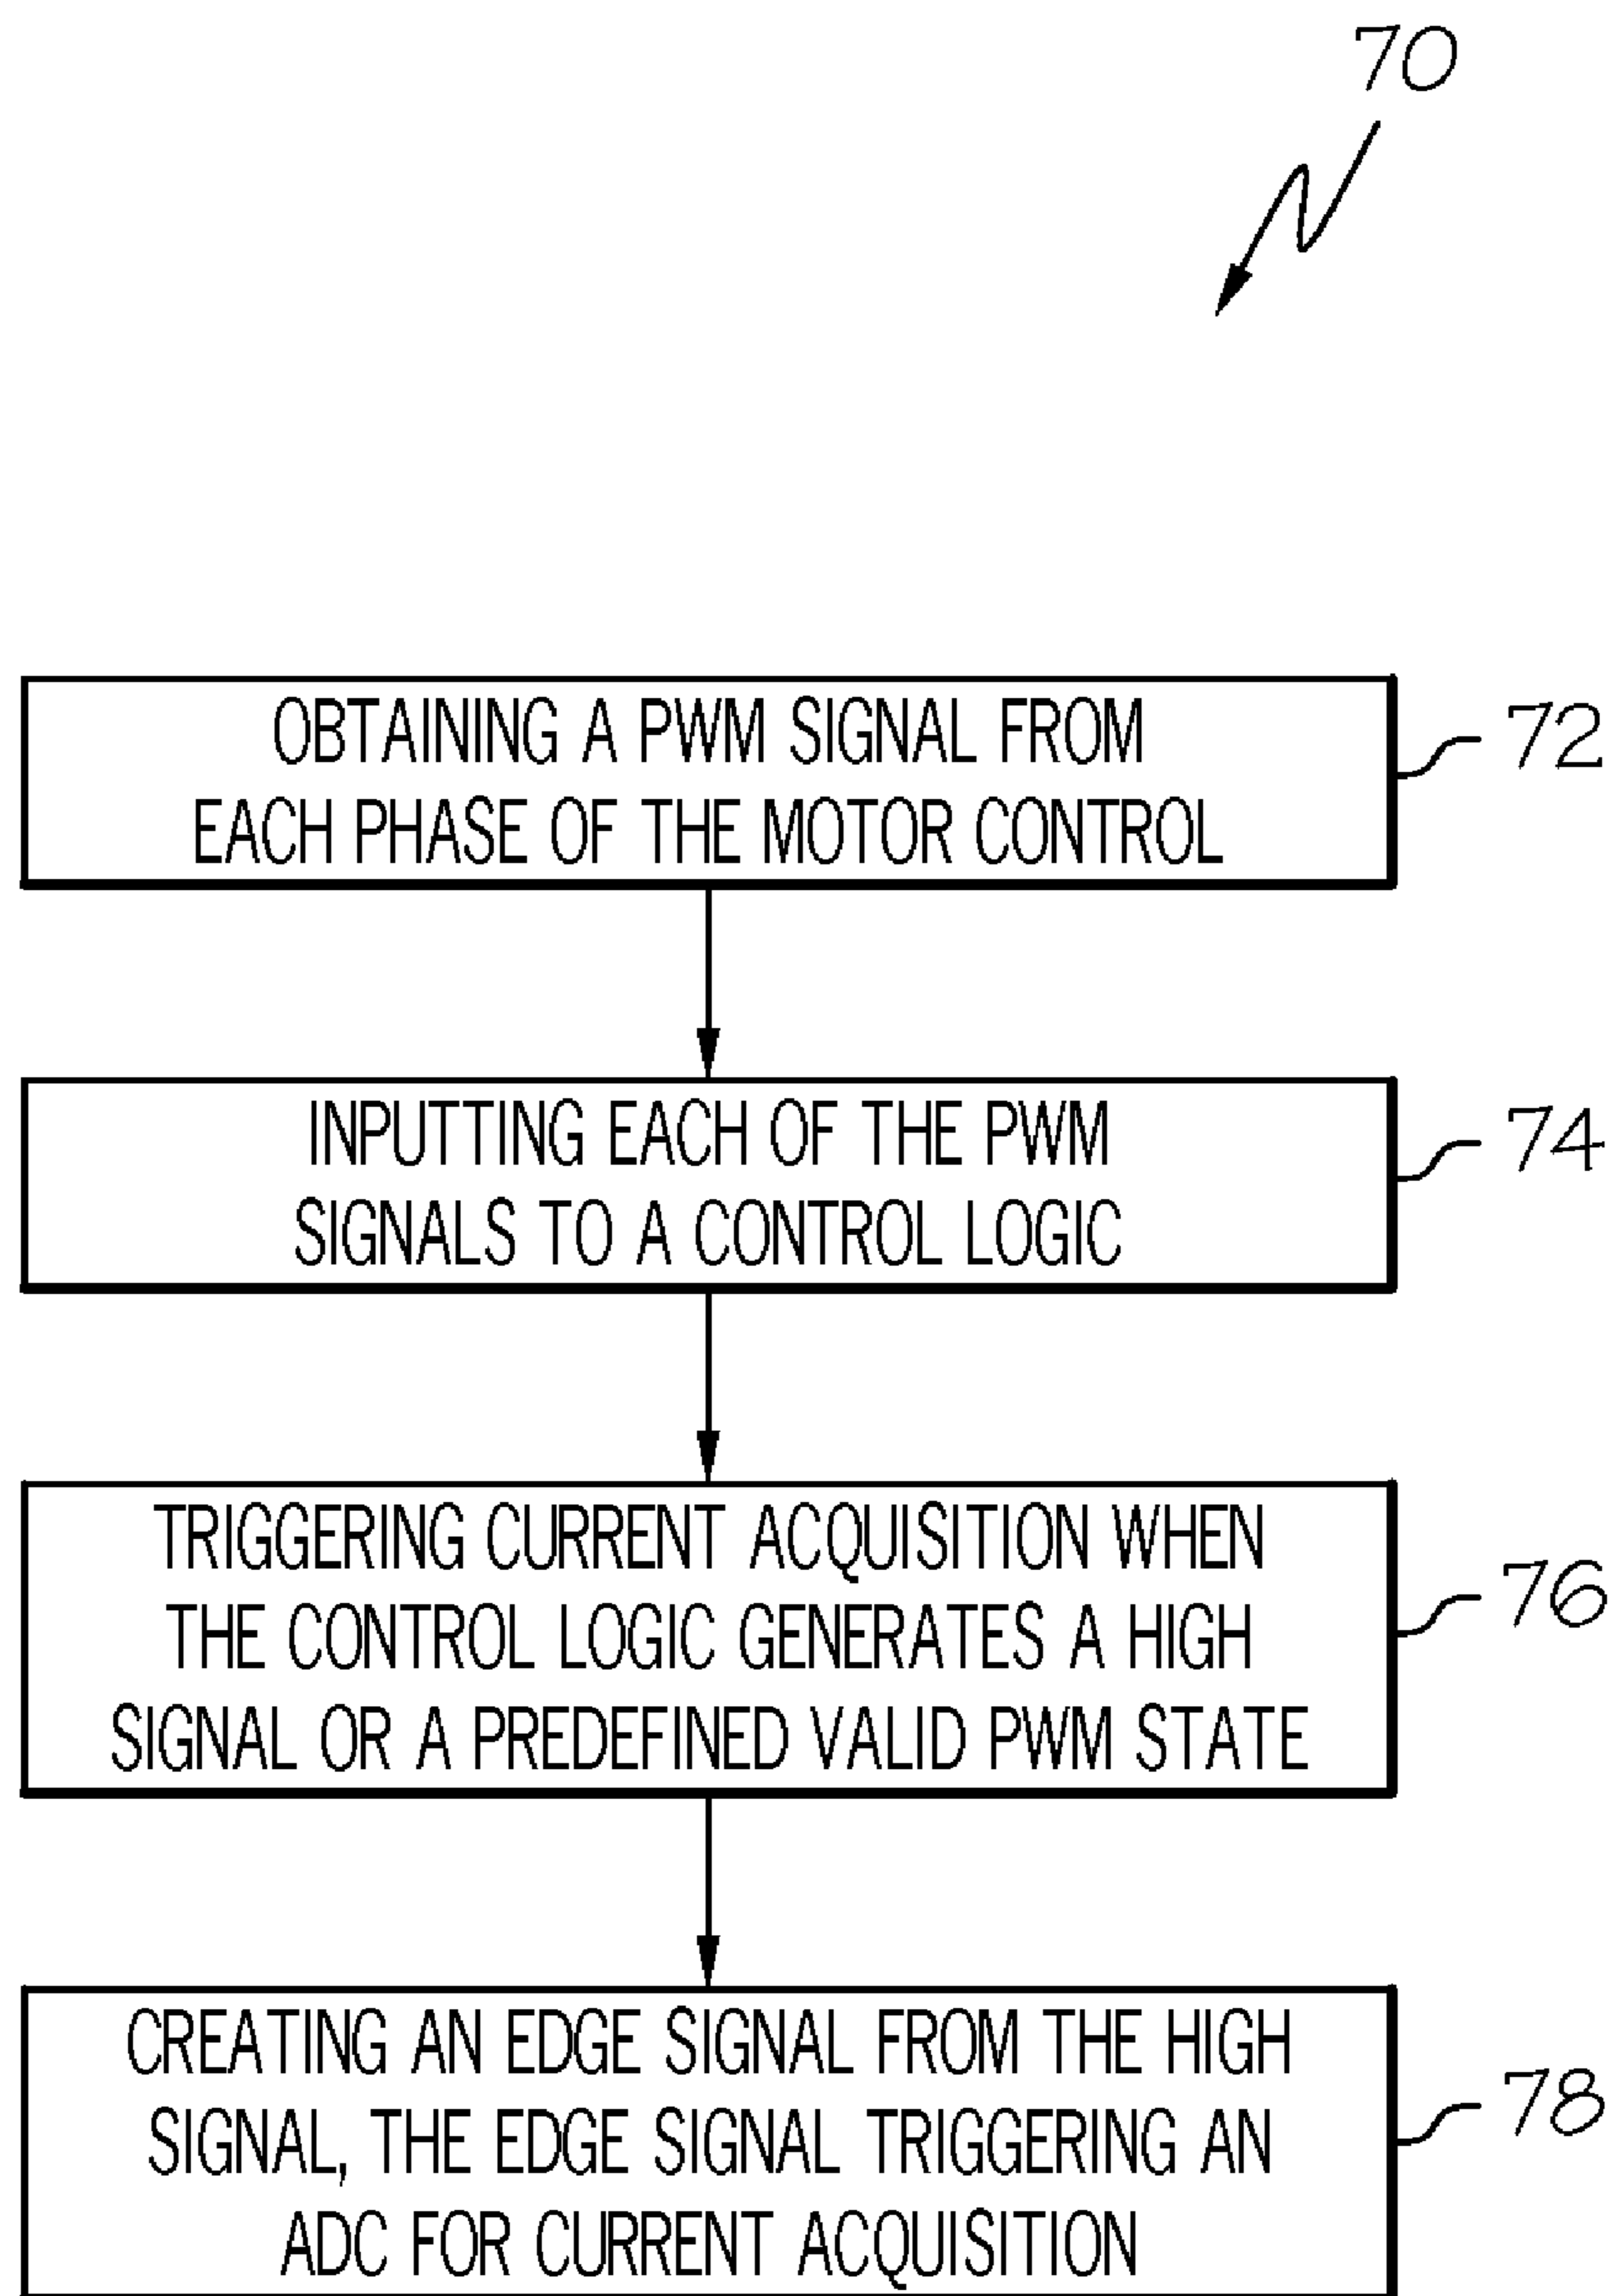 70
OBTAINING A PWM SIGNAL FROM
EACH PHASE OF THE MOTOR CONTROL
72
INPUTTING EACH OF THE PWM
SIGNALS TO A CONTROL LOGIC
74
TRIGGERING CURRENT ACQUISITION WHEN
THE CONTROL LOGIC GENERATES A HIGH
SIGNAL OR A PREDEFINED VALID PWM STATE
76
CREATING AN EDGE SIGNAL FROM THE HIGH
SIGNAL, THE EDGE SIGNAL TRIGGERING AN
ADC FOR CURRENT ACQUISITION
78